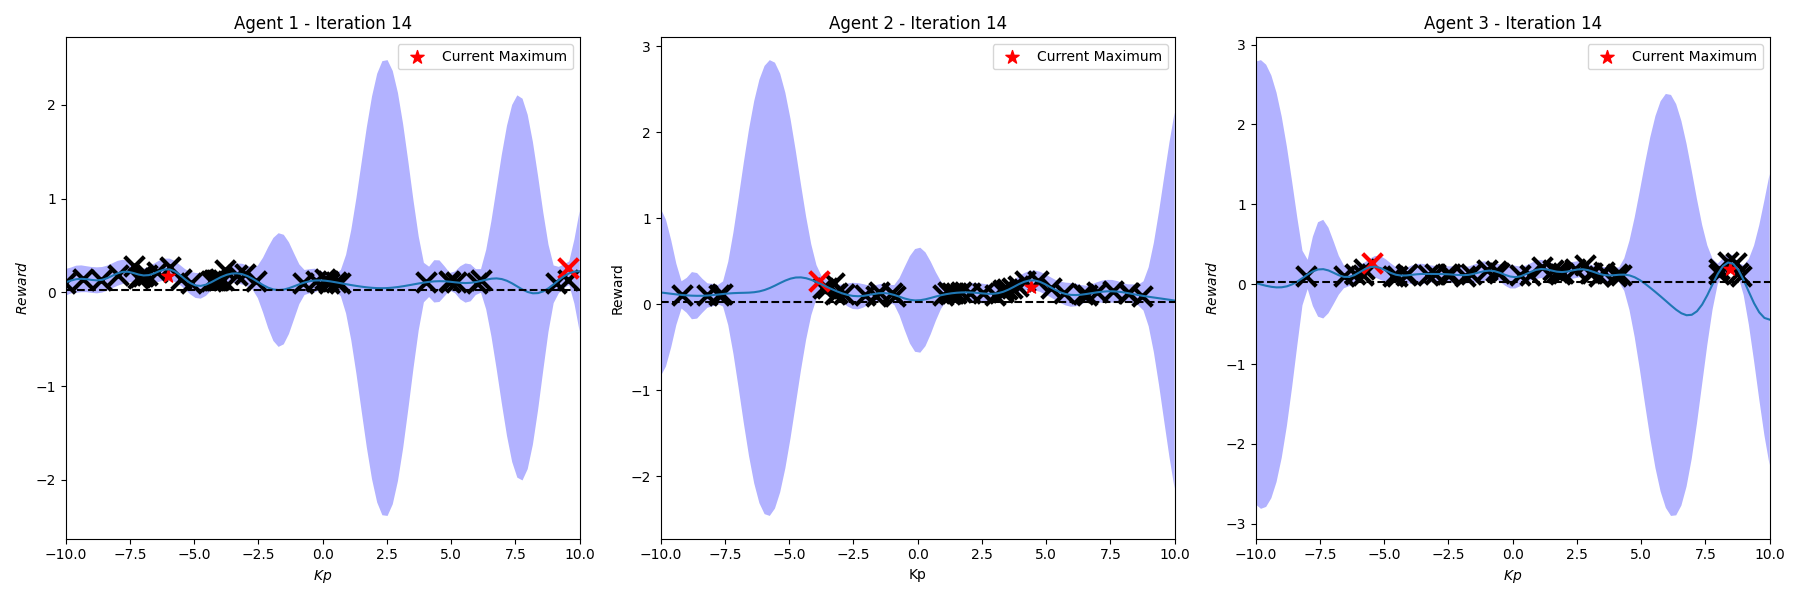 Agent 1 - Iteration 14
Current Maximum
Reward
2
1
0
−1
−2
−10.0 −7.5 −5.0 −2.5 0.0 2.5 5.0 7.5 10.0
Kp
Agent 2 - Iteration 14
Current Maximum
Reward
3
2
1
0
−1
−2
−10.0 −7.5 −5.0 −2.5 0.0 2.5 5.0 7.5 10.0
Kp
Agent 3 - Iteration 14
Current Maximum
Reward
3
2
1
0
−1
−2
−3
−10.0 −7.5 −5.0 −2.5 0.0 2.5 5.0 7.5 10.0
Kp